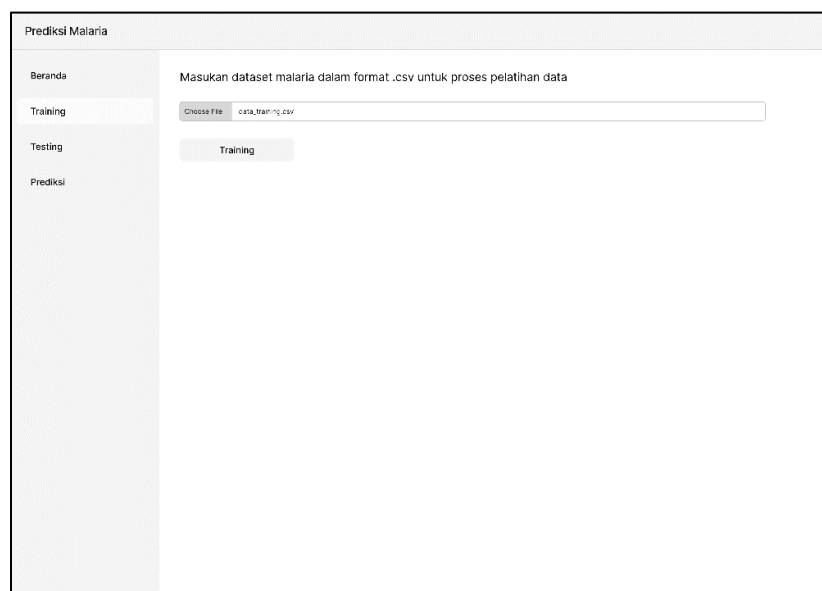 Prediksi Malaria
Beranda
Training
Testing
Prediksi
Masukan dataset malaria dalam format .csv untuk proses pelatihan data
Choose File data_training.csv
Training